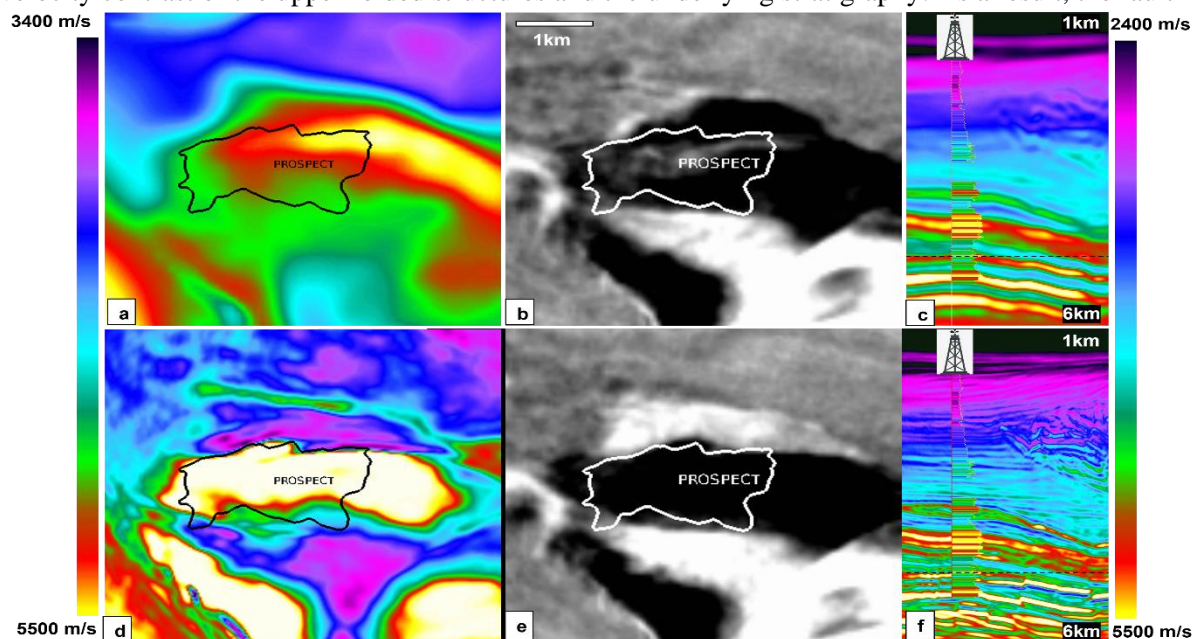 3400 m/s
1km
1km
2400 m/s
PROSPECT
PROSPECT
a
b
c
6km
1km
PROSPECT
PROSPECT
5500 m/s
d
e
f
6km
5500 m/s